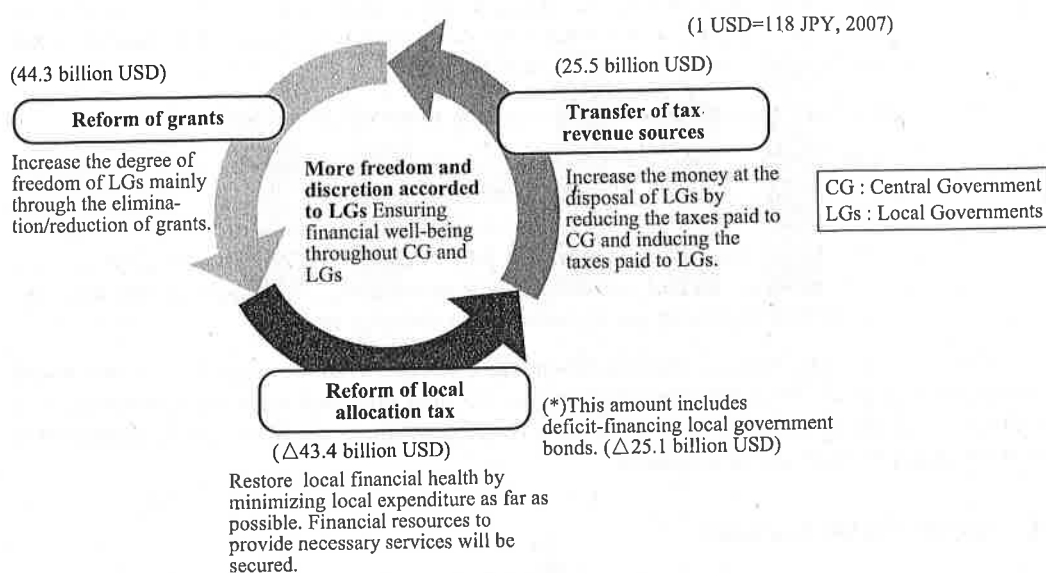 (1 USD=118 JPY, 2007)
(44.3 billion USD)
Reform of grants
Increase the degree of
freedom of LGs mainly
through the elimina-
tion/reduction of grants.
(25.5 billion USD)
Transfer of tax
revenue sources
Increase the money at the
disposal of LGs by
reducing the taxes paid to
CG and inducing the
taxes paid to LGs.
More freedom and
discretion accorded
to LGs Ensuring
financial well-being
throughout CG and
LGs
CG : Central Government
LGs : Local Governments
Reform of local
allocation tax
(△43.4 billion USD)
Restore local financial health by
minimizing local expenditure as far as
possible. Financial resources to
provide necessary services will be
secured.
(*)This amount includes
deficit-financing local government
bonds. (△25.1 billion USD)